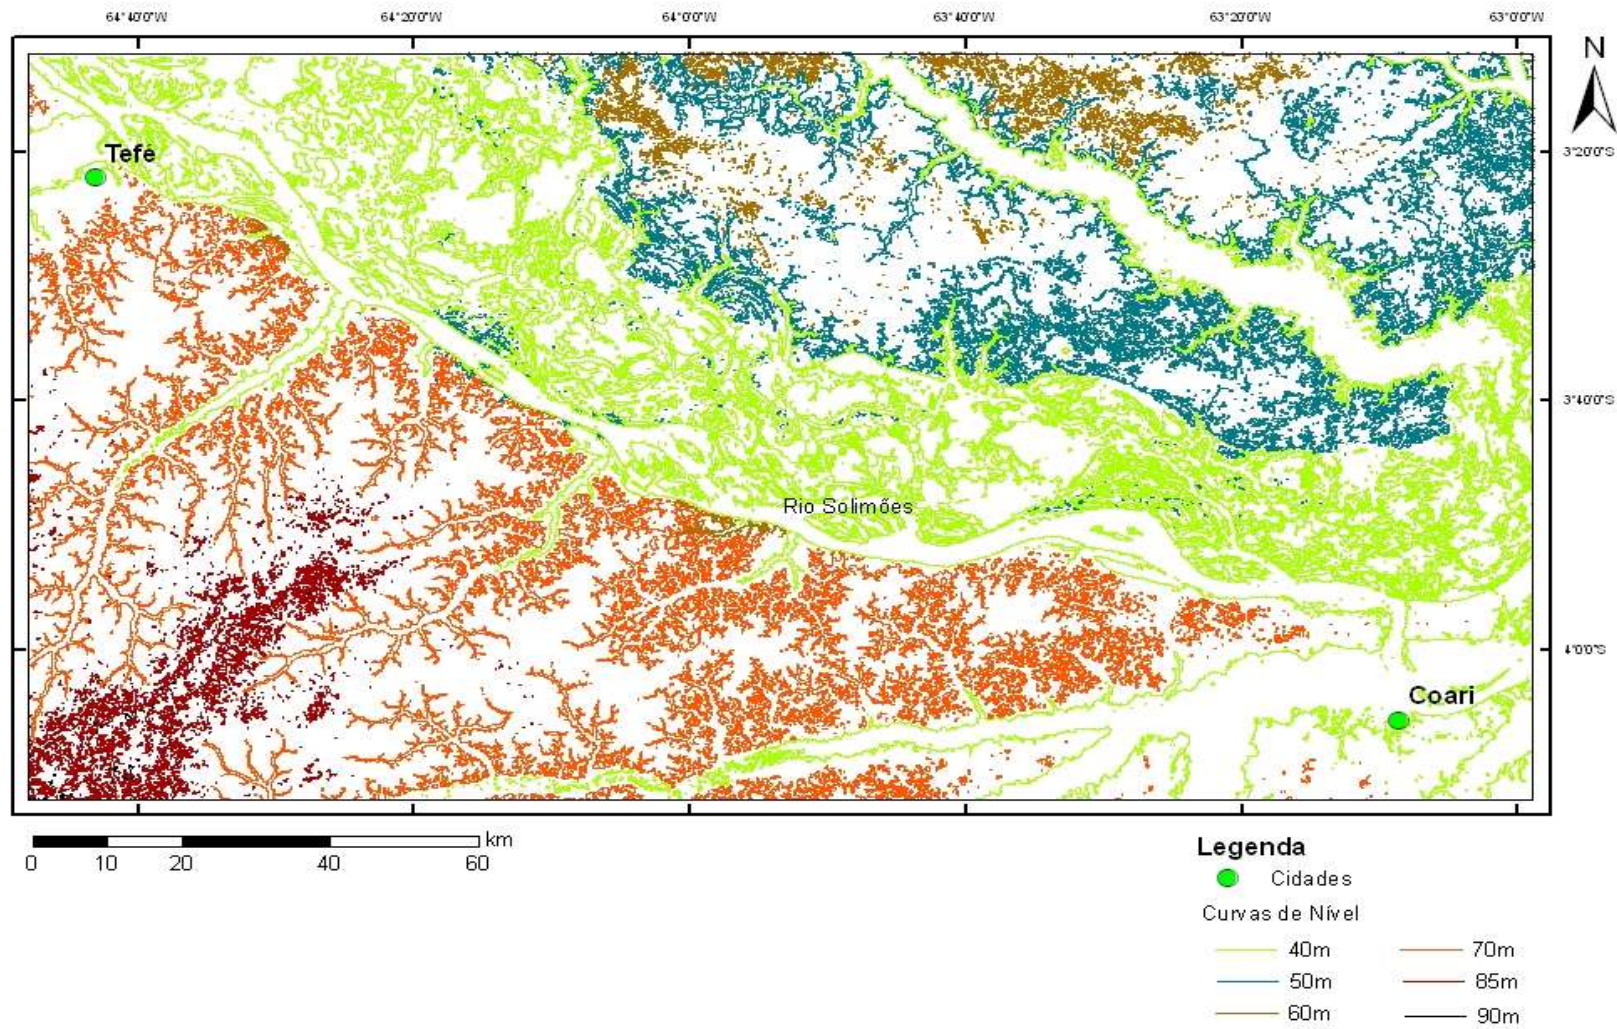 64°40'0"W 64°20'0"W 64°0'0"W 63°40'0"W 63°20'0"W 63°0'0"W
N
Tefé
3°20'0"S
3°40'0"S
Rio Solimões
4°0'0"S
Coari
km
0 10 20 40 60
Legenda
Cidades
Curvas de Nível
40m 70m
50m 85m
60m 90m